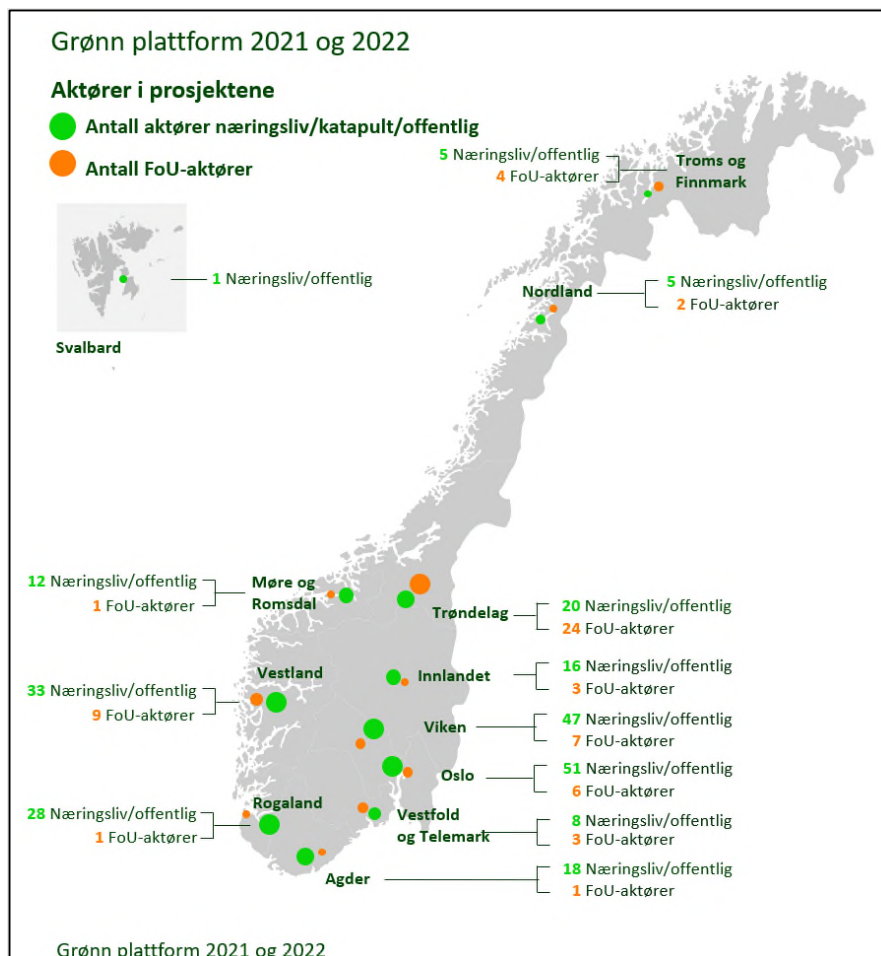 Grønn plattform 2021 og 2022
Aktører i prosjektene
Antall aktører næringsliv/katapult/offentlig
Antall FoU-aktører
5 Næringsliv/offentlig
4 FoU-aktører
Troms og
Finnmark
1 Næringsliv/offentlig
Svalbard
Nordland
5 Næringsliv/offentlig
2 FoU-aktører
12 Næringsliv/offentlig
1 FoU-aktører
Møre og
Romsdal
Trøndelag
20 Næringsliv/offentlig
24 FoU-aktører
Vestland
33 Næringsliv/offentlig
9 FoU-aktører
Innlandet
16 Næringsliv/offentlig
3 FoU-aktører
Viken
47 Næringsliv/offentlig
7 FoU-aktører
Oslo
51 Næringsliv/offentlig
6 FoU-aktører
Rogaland
28 Næringsliv/offentlig
1 FoU-aktører
Vestfold
og Telemark
8 Næringsliv/offentlig
3 FoU-aktører
Agder
18 Næringsliv/offentlig
1 FoU-aktører
Grønn plattform 2021 og 2022